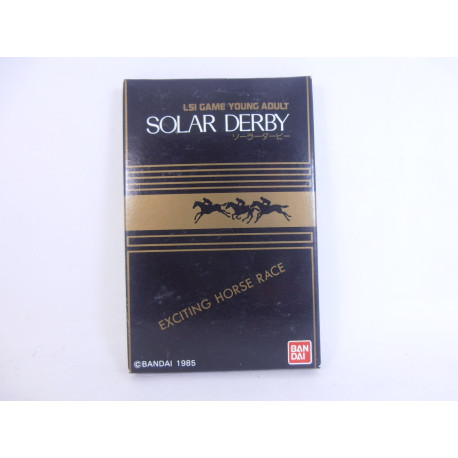 LSI GAME YOUNG ADULT
SOLAR DERBY
ソーラーダービー
EXCITING HORSE RACE
©BANDAI 1985
BAN
DAI